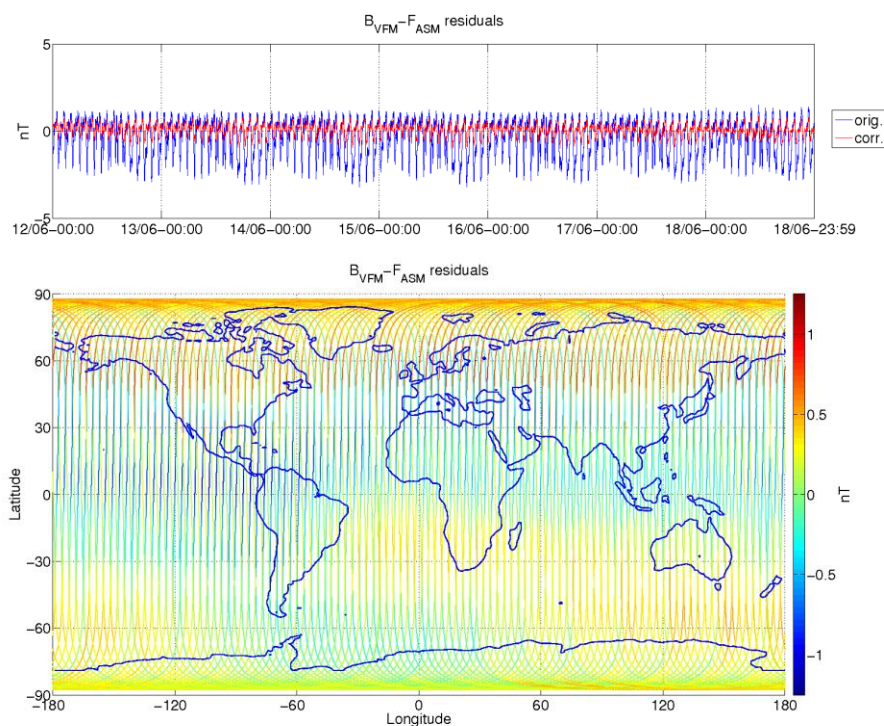 B_VFM−F_ASM residuals
5
0
−5
nT
12/06−00:00 13/06−00:00 14/06−00:00 15/06−00:00 16/06−00:00 17/06−00:00 18/06−00:00 18/06−23:59
orig.
corr.
B_VFM−F_ASM residuals
90
60
30
0
−30
−60
−90
Latitude
−180 −120 −60 0 60 120 180
Longitude
1
0.5
0
−0.5
−1
nT